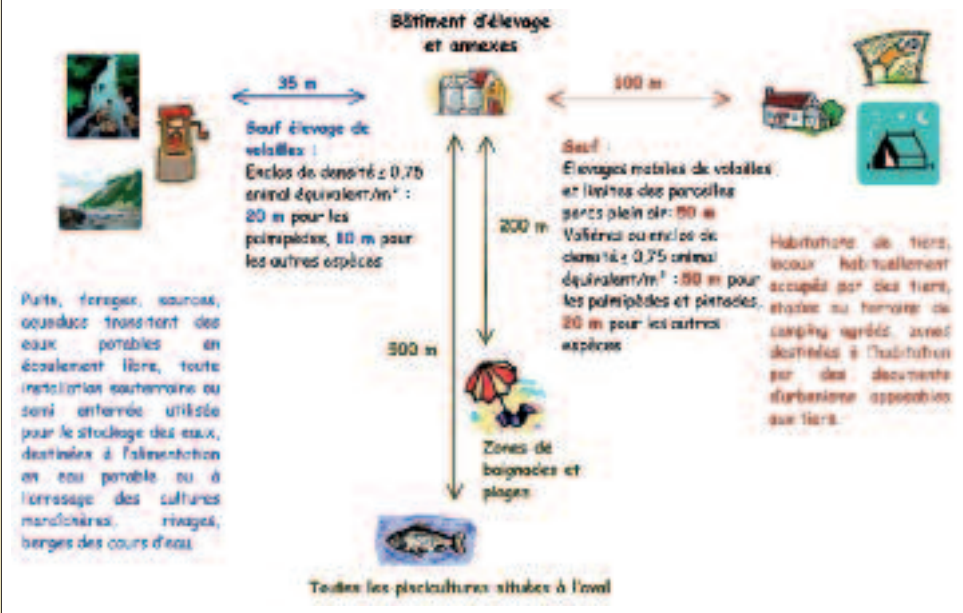 Bâtiment d'élevage
et annexes
35 m
100 m
Sauf élevage de
volailles :
Enclos de densité ≤ 0,75
animal équivalent/m² :
20 m pour les
palmipèdes, 10 m pour
les autres espèces
Sauf :
Elevages mobiles de volailles
et limites des parcelles
parcs plein air: 50 m
Volières ou enclos de
densité ≤ 0,75 animal
équivalent/m² : 50 m pour
les palmipèdes et pintades,
20 m pour les autres
espèces
200 m
500 m
Puits, forages, sources,
aqueducs transitant des
eaux potables en
écoulement libre, toute
installation souterraine ou
semi enterrée utilisée
pour le stockage des eaux,
destinées à l'alimentation
en eau potable ou à
l'arrosage des cultures
maraîchères, rivages,
berges des cours d'eau
Habitations de tiers,
locaux habituellement
occupés par des tiers,
stades ou terrains de
camping agréés, zones
destinées à l'habitation
par des documents
d'urbanisme opposables
aux tiers.
Zones de
baignades et
plages
Toutes les piscicultures situées à l'aval